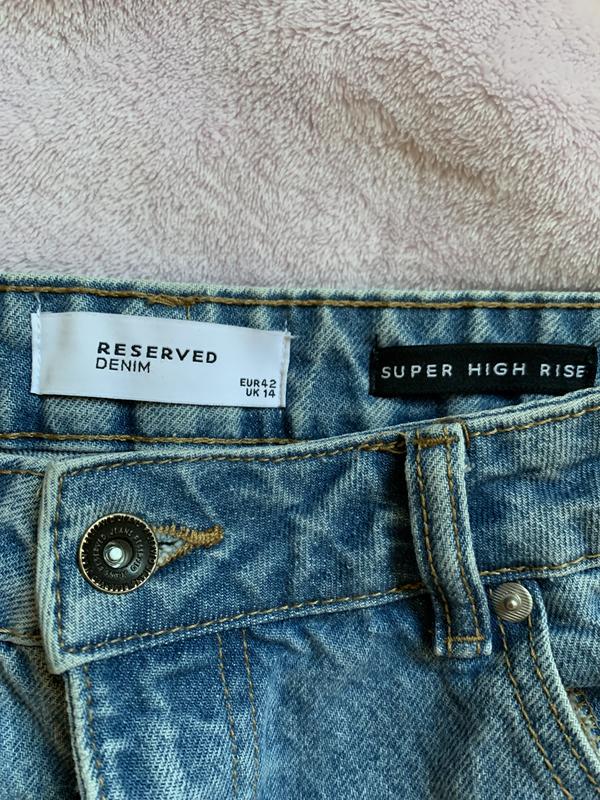 RESERVED
DENIM
EUR42
UK 14
SUPER HIGH RISE